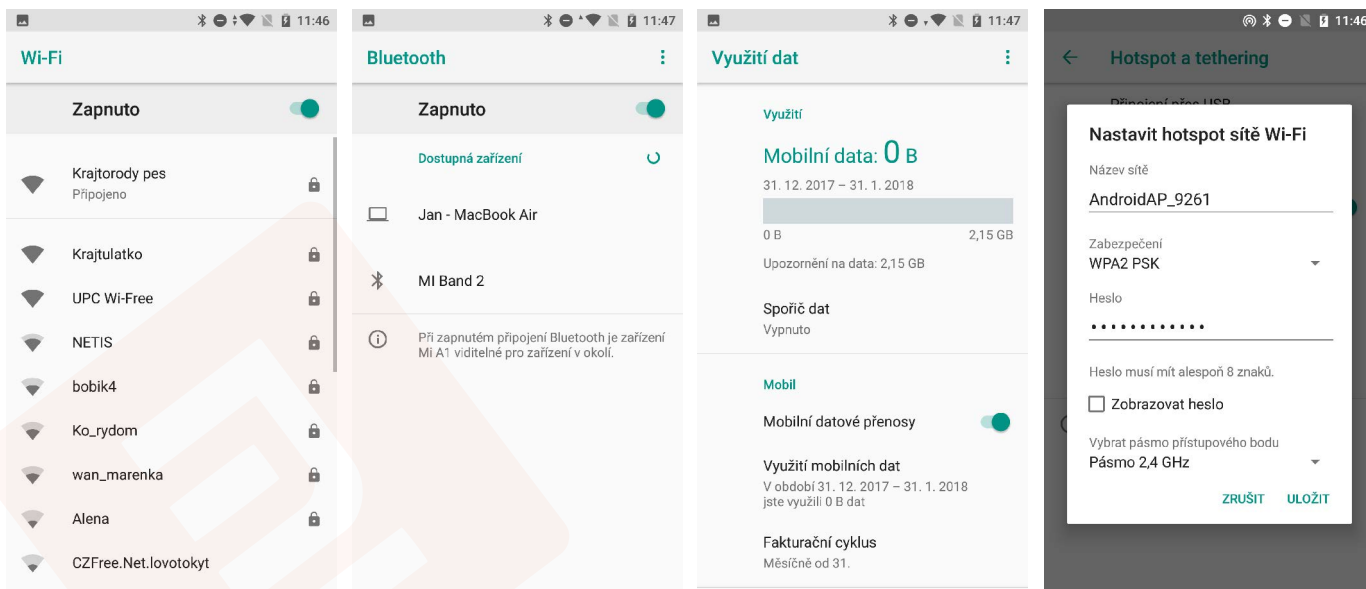 11:46
Wi-Fi
Zapnuto
Krajtorody pes
Připojeno
Krajtulatko
UPC Wi-Free
NETIS
bobik4
Ko_rydom
wan_marenka
Alena
CZFree.Net.lovotokyt
11:47
Bluetooth
Zapnuto
Dostupná zařízení
Jan - MacBook Air
MI Band 2
Při zapnutém připojení Bluetooth je zařízení
Mi A1 viditelné pro zařízení v okolí.
11:47
Využití dat
Využití
Mobilní data: 0 B
31. 12. 2017 – 31. 1. 2018
0 B 2,15 GB
Upozornění na data: 2,15 GB
Spořič dat
Vypnuto
Mobil
Mobilní datové přenosy
Využití mobilních dat
V období 31. 12. 2017 – 31. 1. 2018
jste využili 0 B dat
Fakturační cyklus
Měsíčně od 31.
11:46
Hotspot a tethering
Připojení přes USB
Nastavit hotspot sítě Wi-Fi
Název sítě
AndroidAP_9261
Zabezpečení
WPA2 PSK
Heslo
••••••••••••
Heslo musí mít alespoň 8 znaků.
Zobrazovat heslo
Vybrat pásmo přístupového bodu
Pásmo 2,4 GHz
ZRUŠIT ULOŽIT